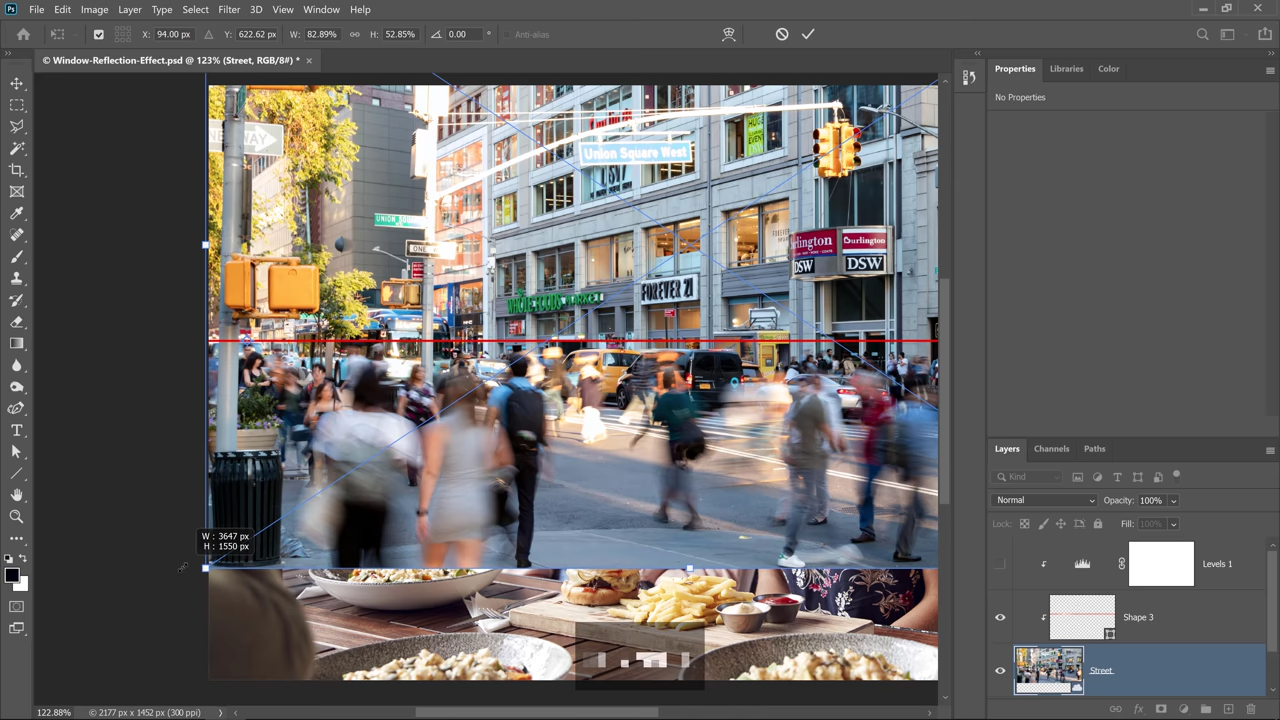 Ps File Edit Image Layer Type Select Filter 3D View Window Help
X: 94.00 px Y: 622.62 px W: 82.89% H: 52.85% 0.00 ° Anti-alias
© Window-Reflection-Effect.psd @ 123% (Street, RGB/8#) * ×
Properties Libraries Color
No Properties
WAY
Union Square West
UNION SQUARE
ONE
Burlington
DSW
DSW
WHOLE FOODS MARKET
FOREVER 21
W : 3647 px
H : 1550 px
Layers Channels Paths
Kind
Normal Opacity: 100%
Lock: Fill: 100%
Levels 1
Shape 3
Street
122.88% © 2177 px x 1452 px (300 ppi)